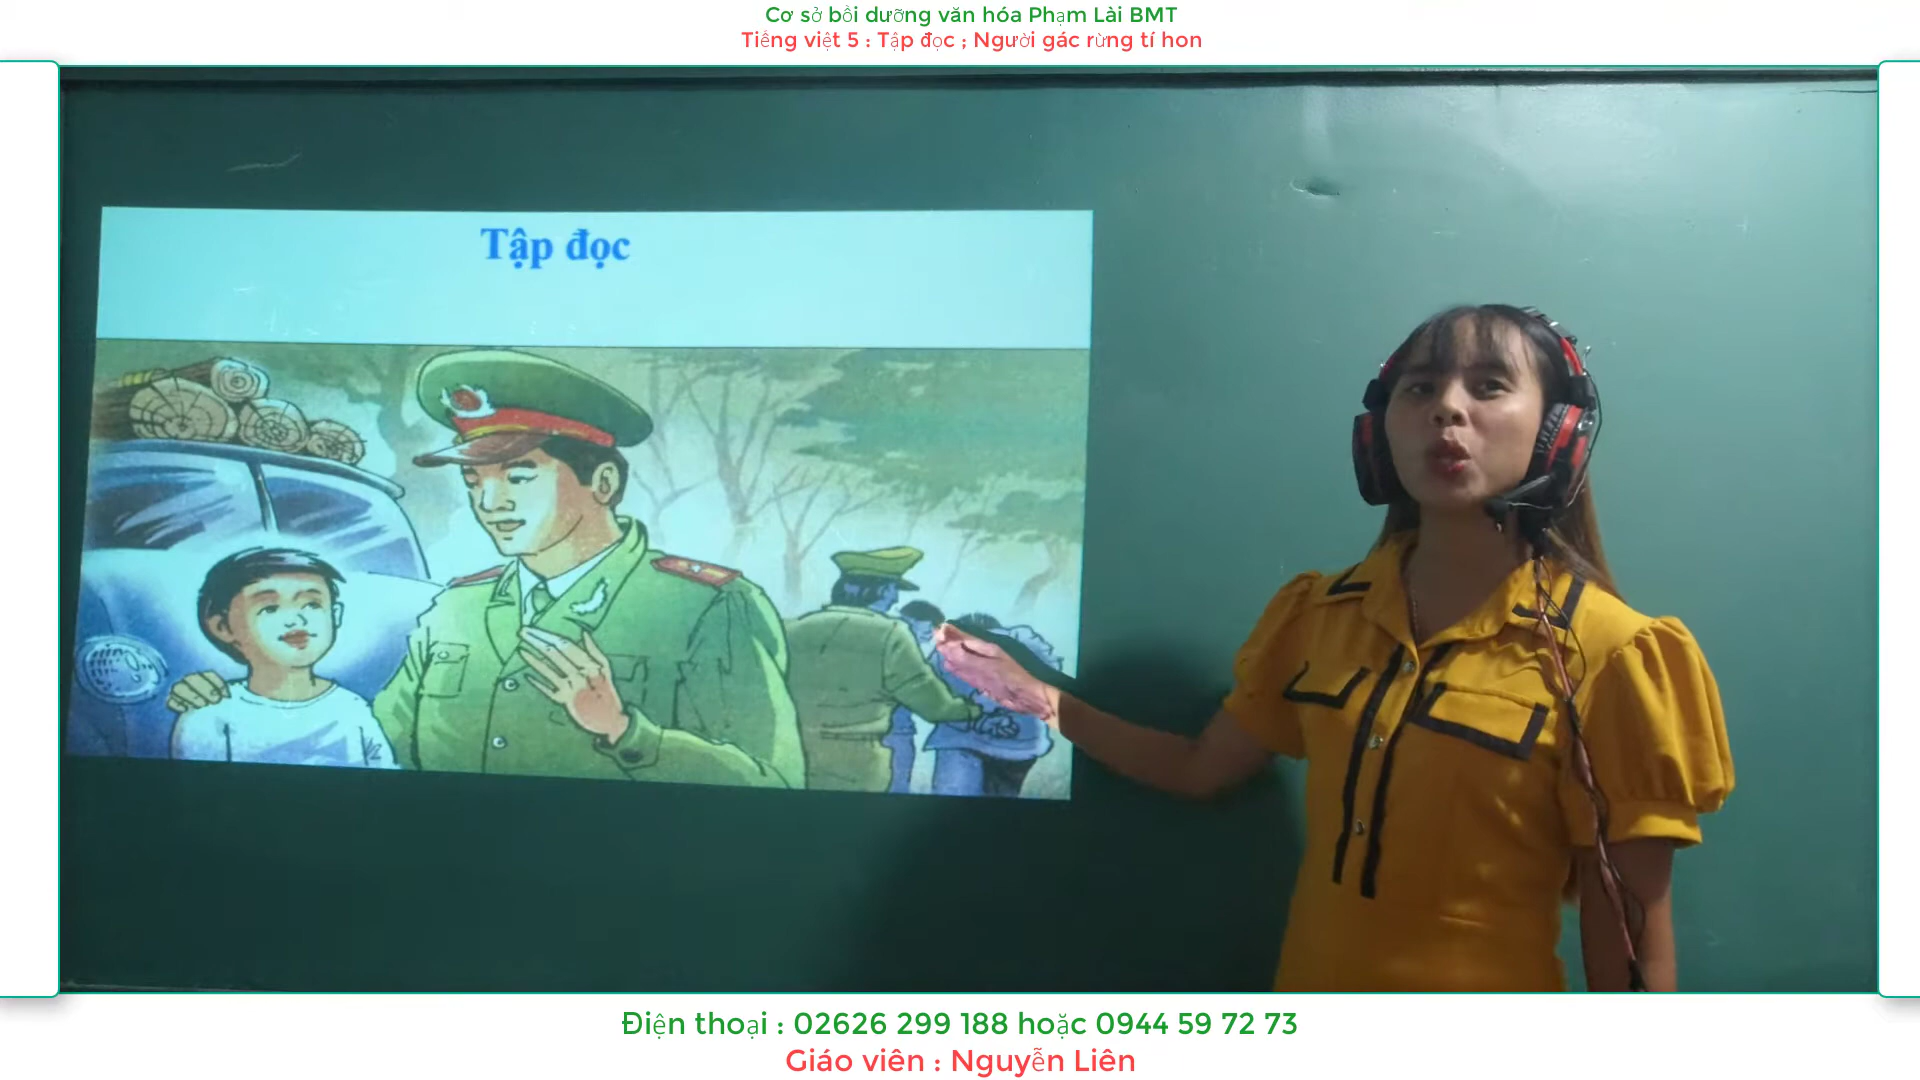 Cơ sở bồi dưỡng văn hóa Phạm Lài BMT
Tiếng việt 5 : Tập đọc ; Người gác rừng tí hon
Tập đọc
Điện thoại : 02626 299 188 hoặc 0944 59 72 73
Giáo viên : Nguyễn Liên